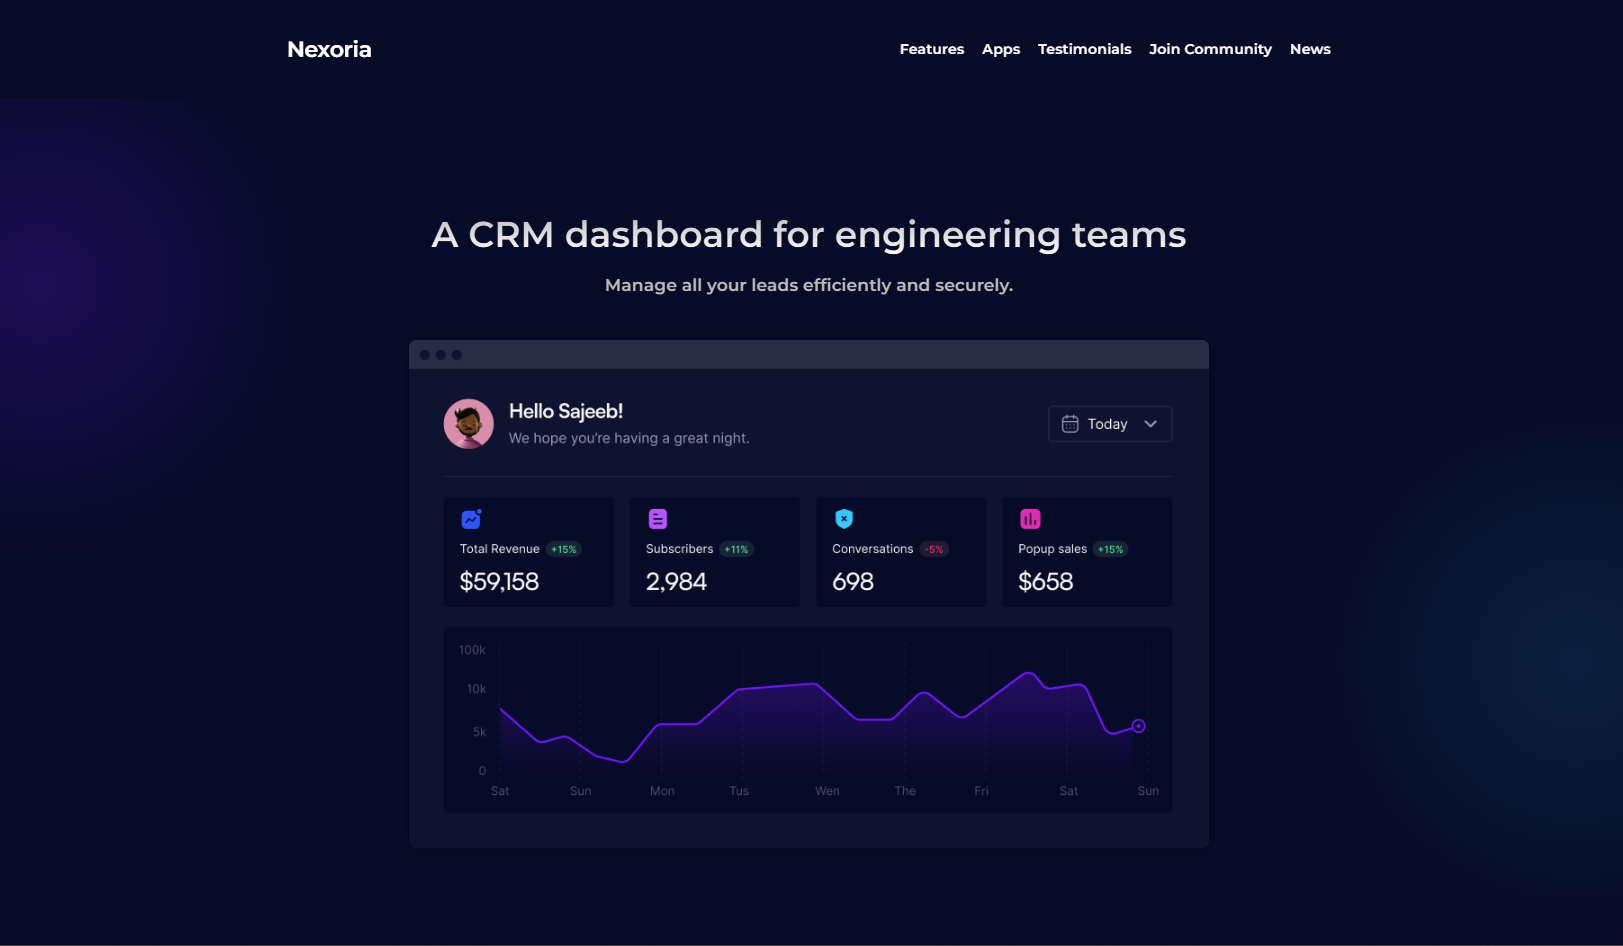 Nexoria
Features Apps Testimonials Join Community News
A CRM dashboard for engineering teams
Manage all your leads efficiently and securely.
Hello Sajeeb!
We hope you're having a great night.
Today
Total Revenue +15%
$59,158
Subscribers +11%
2,984
Conversations -5%
698
Popup sales +15%
$658
100k
10k
5k
0
Sat Sun Mon Tus Wen The Fri Sat Sun